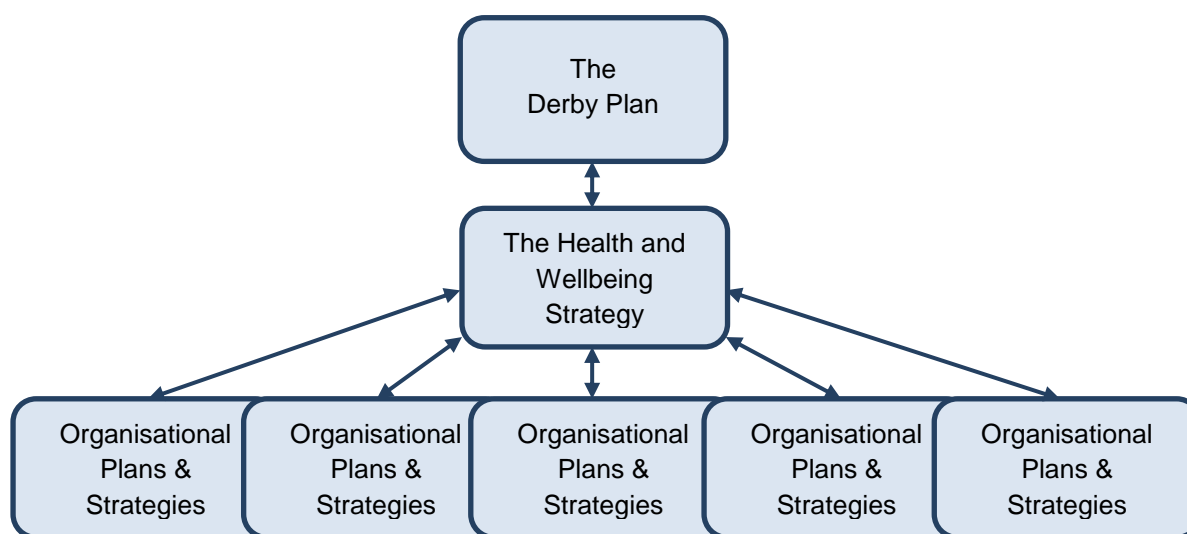 The
Derby Plan
The Health and
Wellbeing
Strategy
Organisational
Plans &
Strategies
Organisational
Plans &
Strategies
Organisational
Plans &
Strategies
Organisational
Plans &
Strategies
Organisational
Plans &
Strategies